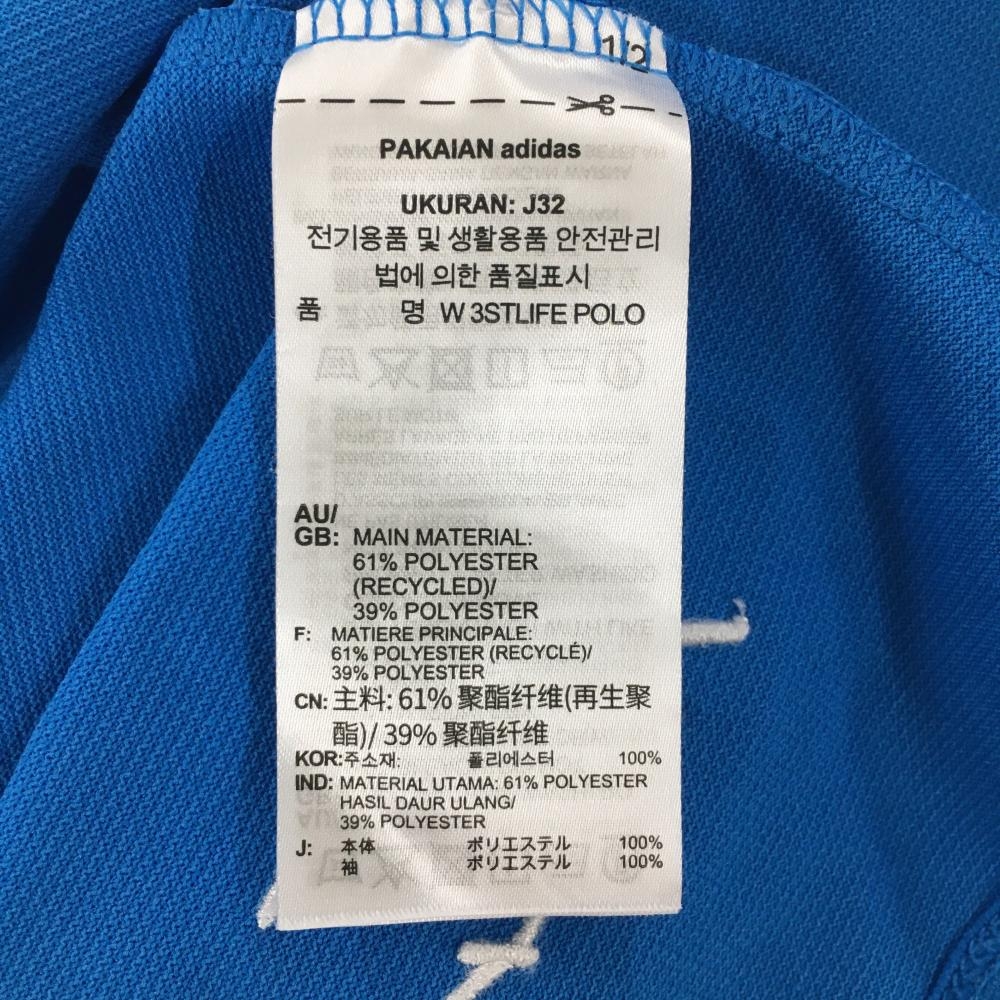 1/2
PAKAIAN adidas
UKURAN: J32
전기용품 및 생활용품 안전관리
법에 의한 품질표시
품 명 W 3STLIFE POLO
AU/
GB: MAIN MATERIAL:
61% POLYESTER
(RECYCLED)/
39% POLYESTER
F: MATIERE PRINCIPALE:
61% POLYESTER (RECYCLÉ)/
39% POLYESTER
CN: 主料: 61% 聚酯纤维(再生聚
酯)/ 39% 聚酯纤维
KOR:주소재: 폴리에스터 100%
IND: MATERIAL UTAMA: 61% POLYESTER
HASIL DAUR ULANG/
39% POLYESTER
J: 本体 ポリエステル 100%
袖 ポリエステル 100%